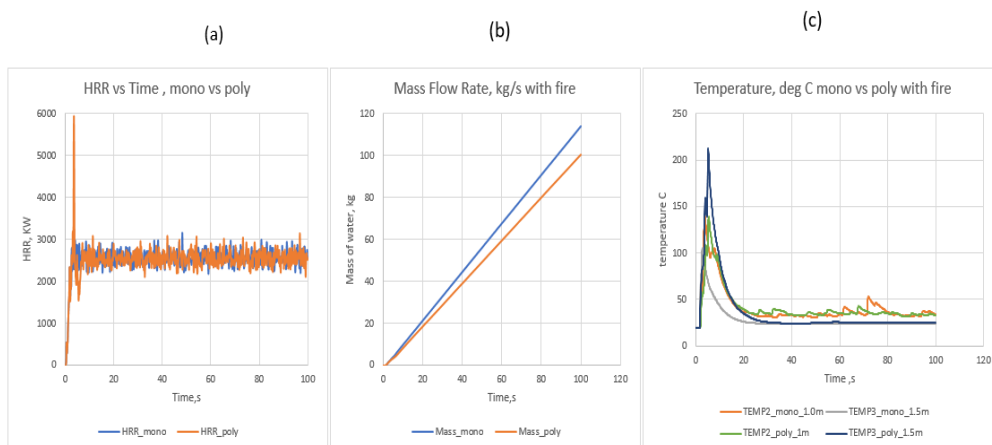 (a)
HRR vs Time , mono vs poly
6000
5000
4000
3000
2000
1000
0
HRR, KW
0 20 40 60 80 100
Time,s
HRR_mono HRR_poly
(b)
Mass Flow Rate, kg/s with fire
120
100
80
60
40
20
0
Mass of water, kg
0 20 40 60 80 100 120
Time,s
Mass_mono Mass_poly
(c)
Temperature, deg C mono vs poly with fire
250
200
150
100
50
0
temperature C
0 20 40 60 80 100 120
Time ,s
TEMP2_mono_1.0m TEMP3_mono_1.5m
TEMP2_poly_1m TEMP3_poly_1.5m